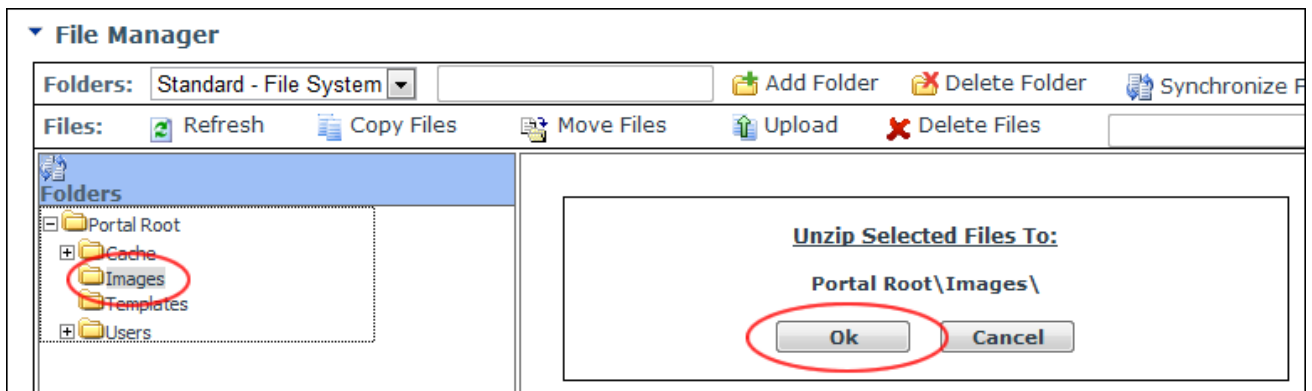 File Manager
Folders: Standard - File System Add Folder Delete Folder Synchronize F
Files: Refresh Copy Files Move Files Upload Delete Files
Folders
Portal Root
Cache
Images
Templates
Users
Unzip Selected Files To:
Portal Root\Images\
Ok Cancel